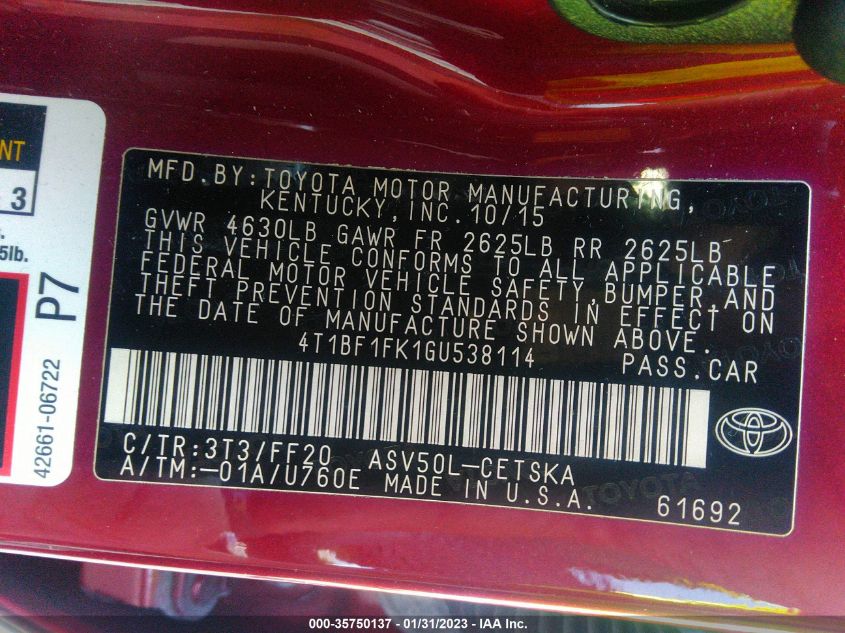 MFD.BY:TOYOTA MOTOR MANUFACTURING,
KENTUCKY,INC.10/15
GVWR 4630LB GAWR FR 2625LB RR 2625LB
THIS VEHICLE CONFORMS TO ALL APPLICABLE
FEDERAL MOTOR VEHICLE SAFETY,BUMPER,AND
THEFT PREVENTION STANDARDS IN EFFECT ON
THE DATE OF MANUFACTURE SHOWN ABOVE.
4T1BF1FK1GU538114 PASS.CAR
C/TR:3T3/FF20 ASV50L-CETSKA
A/TM:-01A/U760E MADE IN U.S.A. 61692
TOYOTA
NT
3
5lb.
P7
42661-06722
000-35750137 - 01/31/2023 - IAA Inc.